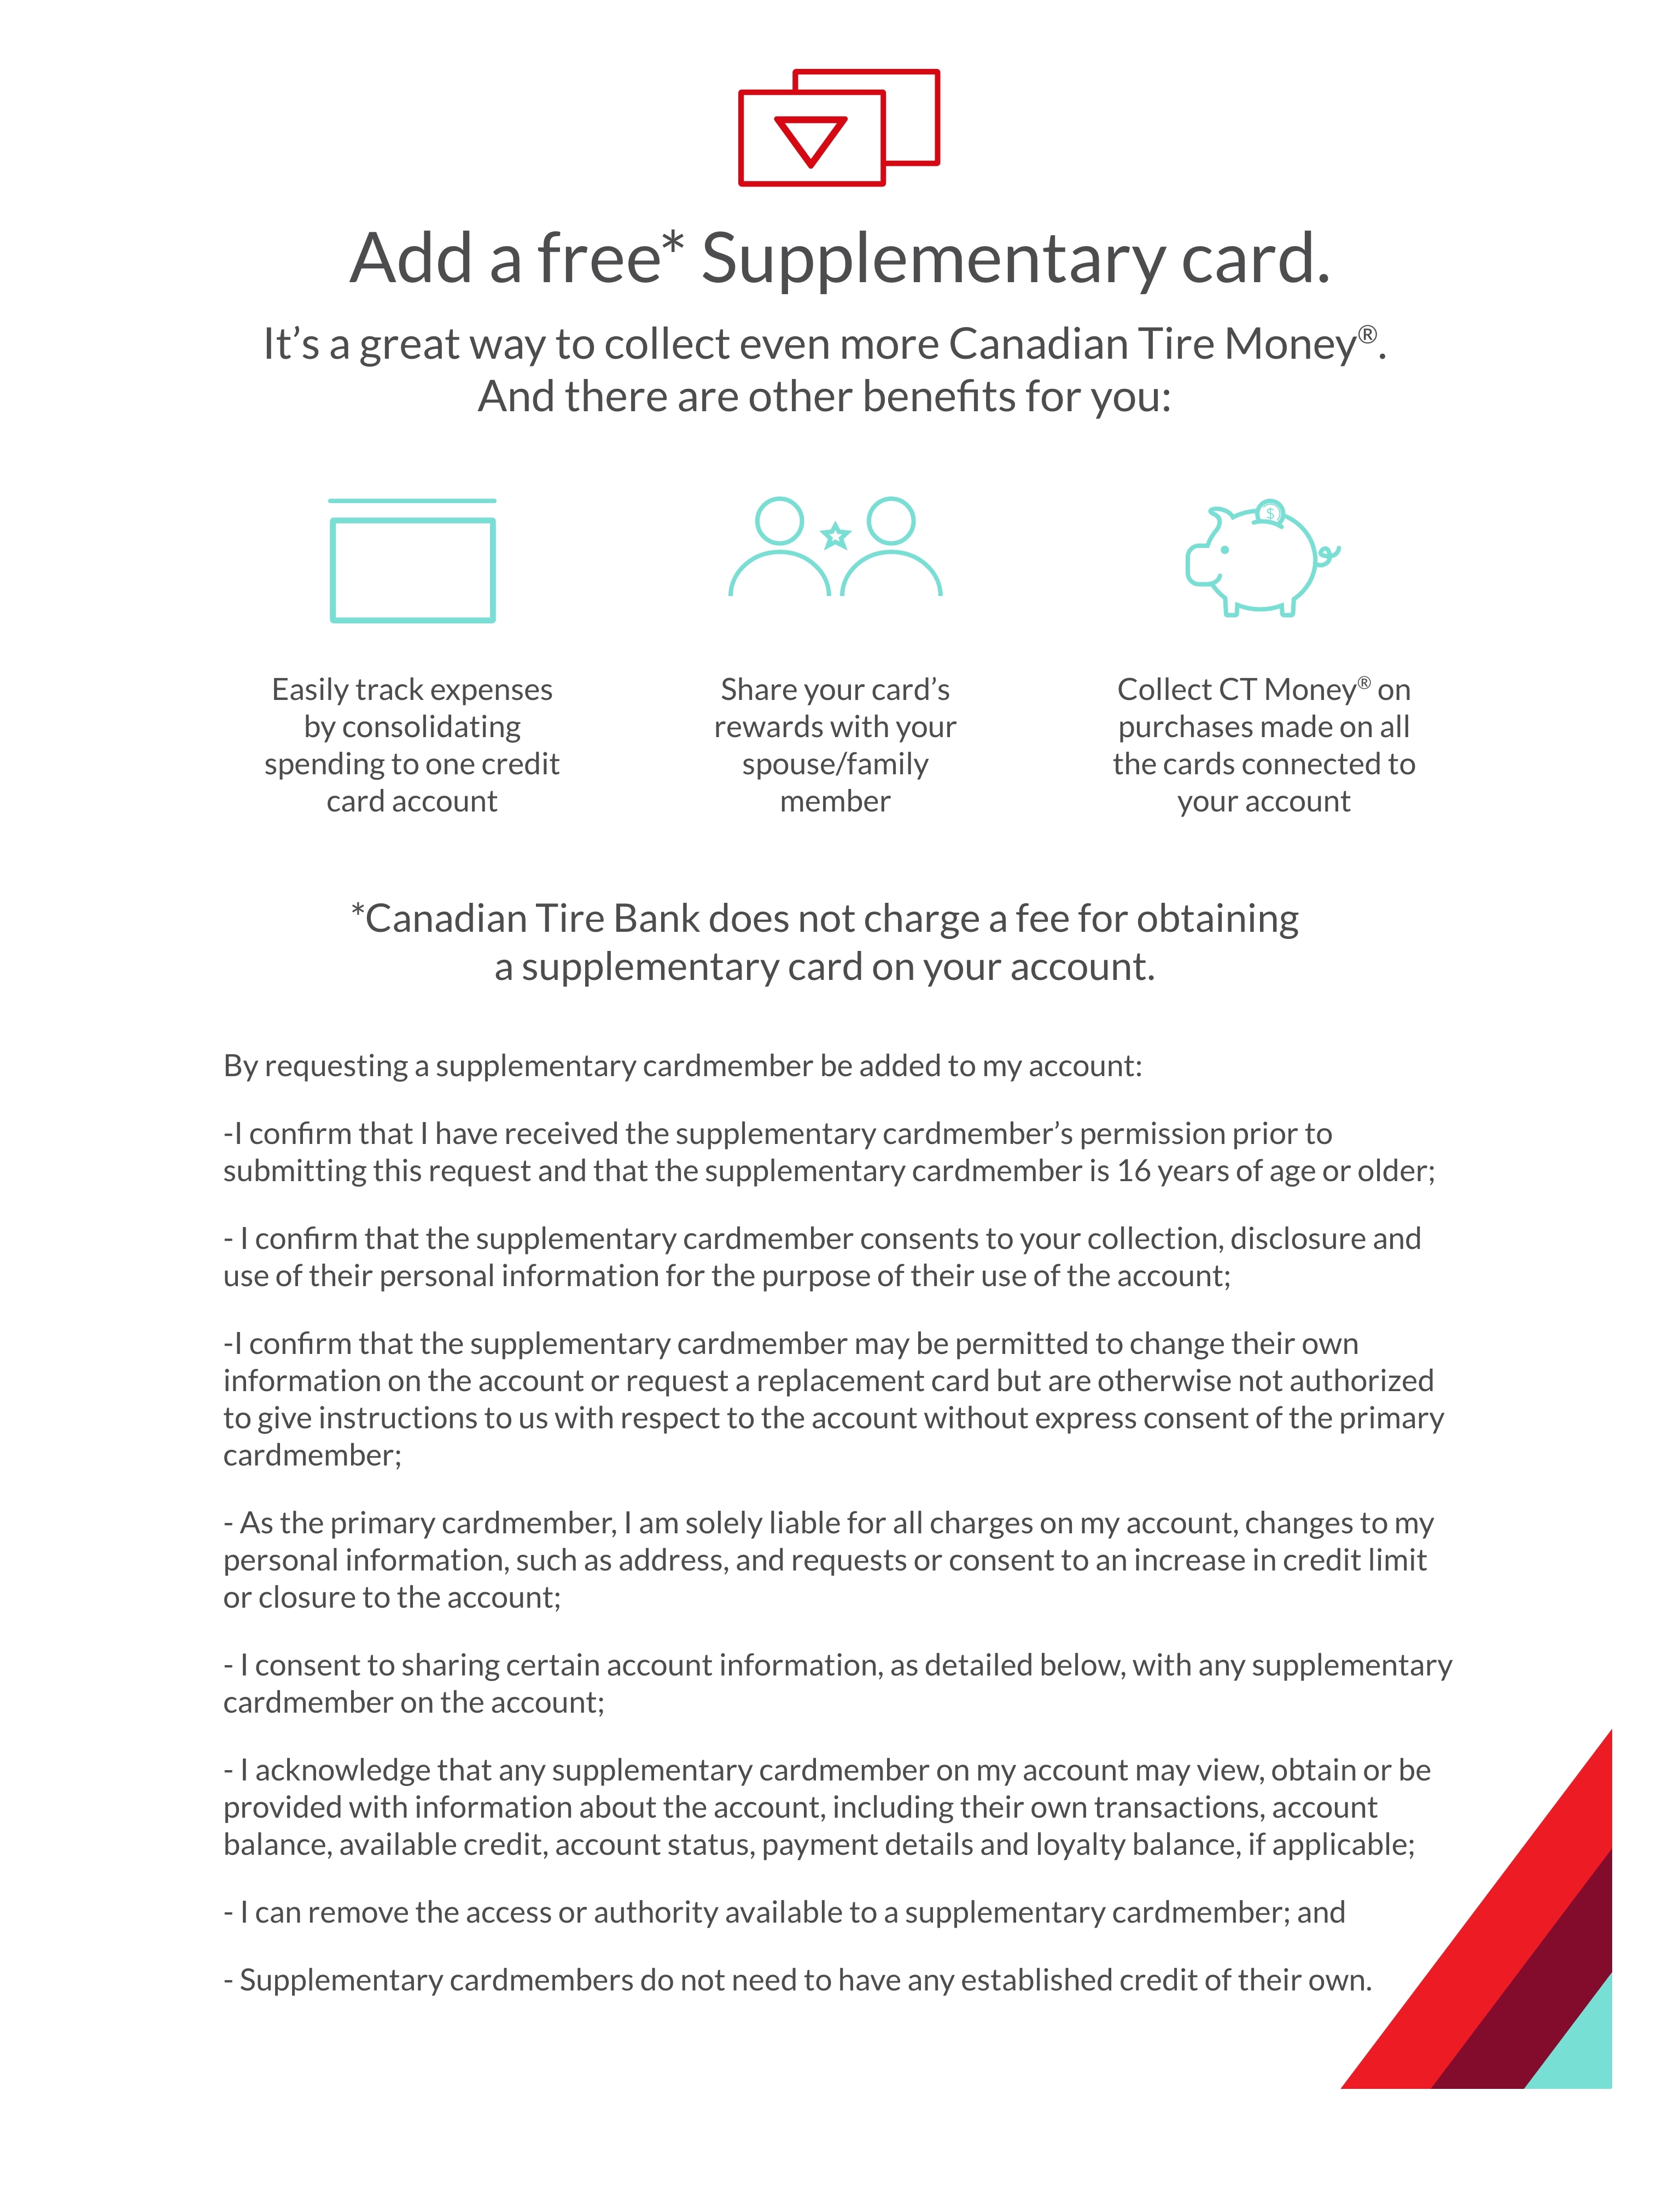 Add a free* Supplementary card.
It’s a great way to collect even more Canadian Tire Money®.
And there are other benefits for you:
$
Easily track expenses
by consolidating
spending to one credit
card account
Share your card’s
rewards with your
spouse/family
member
Collect CT Money® on
purchases made on all
the cards connected to
your account
*Canadian Tire Bank does not charge a fee for obtaining
a supplementary card on your account.
By requesting a supplementary cardmember be added to my account:
-I confirm that I have received the supplementary cardmember’s permission prior to
submitting this request and that the supplementary cardmember is 16 years of age or older;
- I confirm that the supplementary cardmember consents to your collection, disclosure and
use of their personal information for the purpose of their use of the account;
-I confirm that the supplementary cardmember may be permitted to change their own
information on the account or request a replacement card but are otherwise not authorized
to give instructions to us with respect to the account without express consent of the primary
cardmember;
- As the primary cardmember, I am solely liable for all charges on my account, changes to my
personal information, such as address, and requests or consent to an increase in credit limit
or closure to the account;
- I consent to sharing certain account information, as detailed below, with any supplementary
cardmember on the account;
- I acknowledge that any supplementary cardmember on my account may view, obtain or be
provided with information about the account, including their own transactions, account
balance, available credit, account status, payment details and loyalty balance, if applicable;
- I can remove the access or authority available to a supplementary cardmember; and
- Supplementary cardmembers do not need to have any established credit of their own.